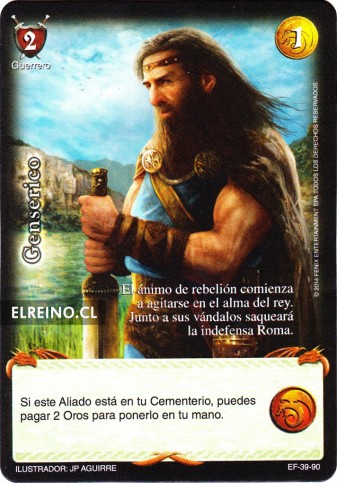 2
1
Guerrero
Genserico
© 2014 FENIX ENTERTAINMENT SPA TODOS LOS DERECHOS RESERVADOS
El ánimo de rebelión comienza
a agitarse en el alma del rey.
Junto a sus vándalos saqueará
la indefensa Roma.
ELREINO.CL
Si este Aliado está en tu Cementerio, puedes
pagar 2 Oros para ponerlo en tu mano.
ILUSTRADOR: JP AGUIRRE
EF-39-90